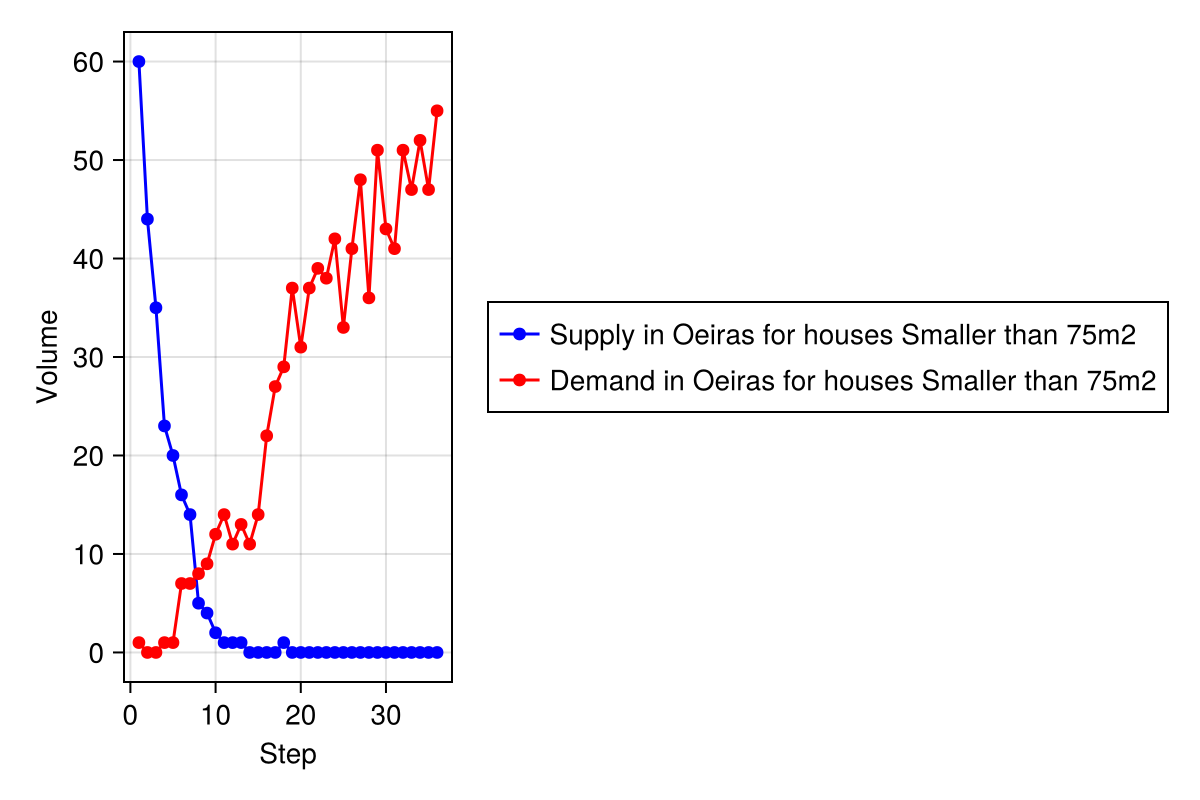 60
50
40
30
20
10
0
Volume
0 10 20 30
Step
Supply in Oeiras for houses Smaller than 75m2
Demand in Oeiras for houses Smaller than 75m2